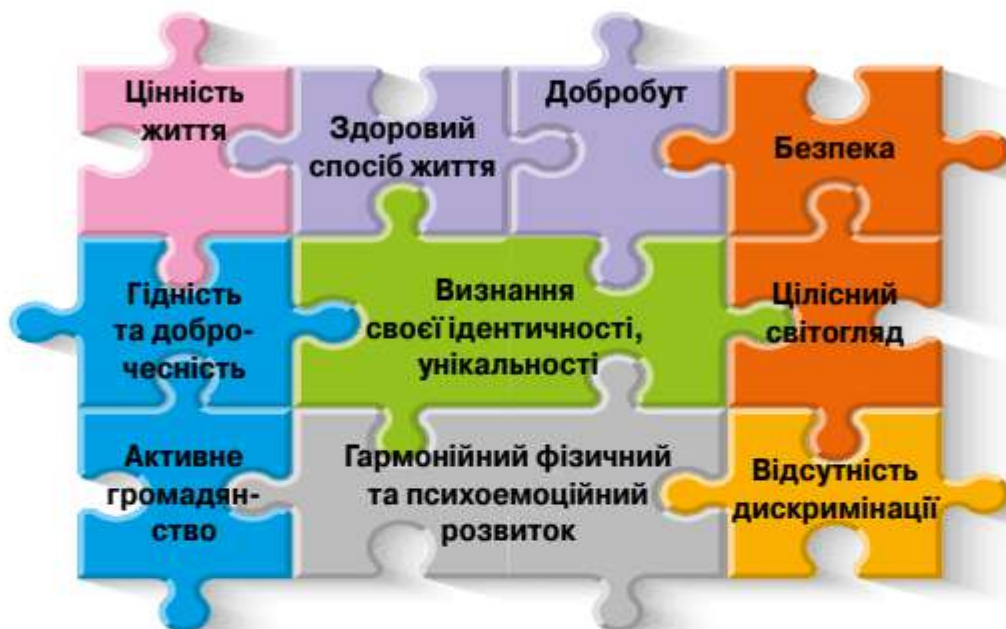 Цінність
життя
Здоровий
спосіб життя
Добробут
Безпека
Гідність
та добро-
чесність
Визнання
своєї ідентичності,
унікальності
Цілісний
світогляд
Активне
громадян-
ство
Гармонійний фізичний
та психоемоційний
розвиток
Відсутність
дискримінації